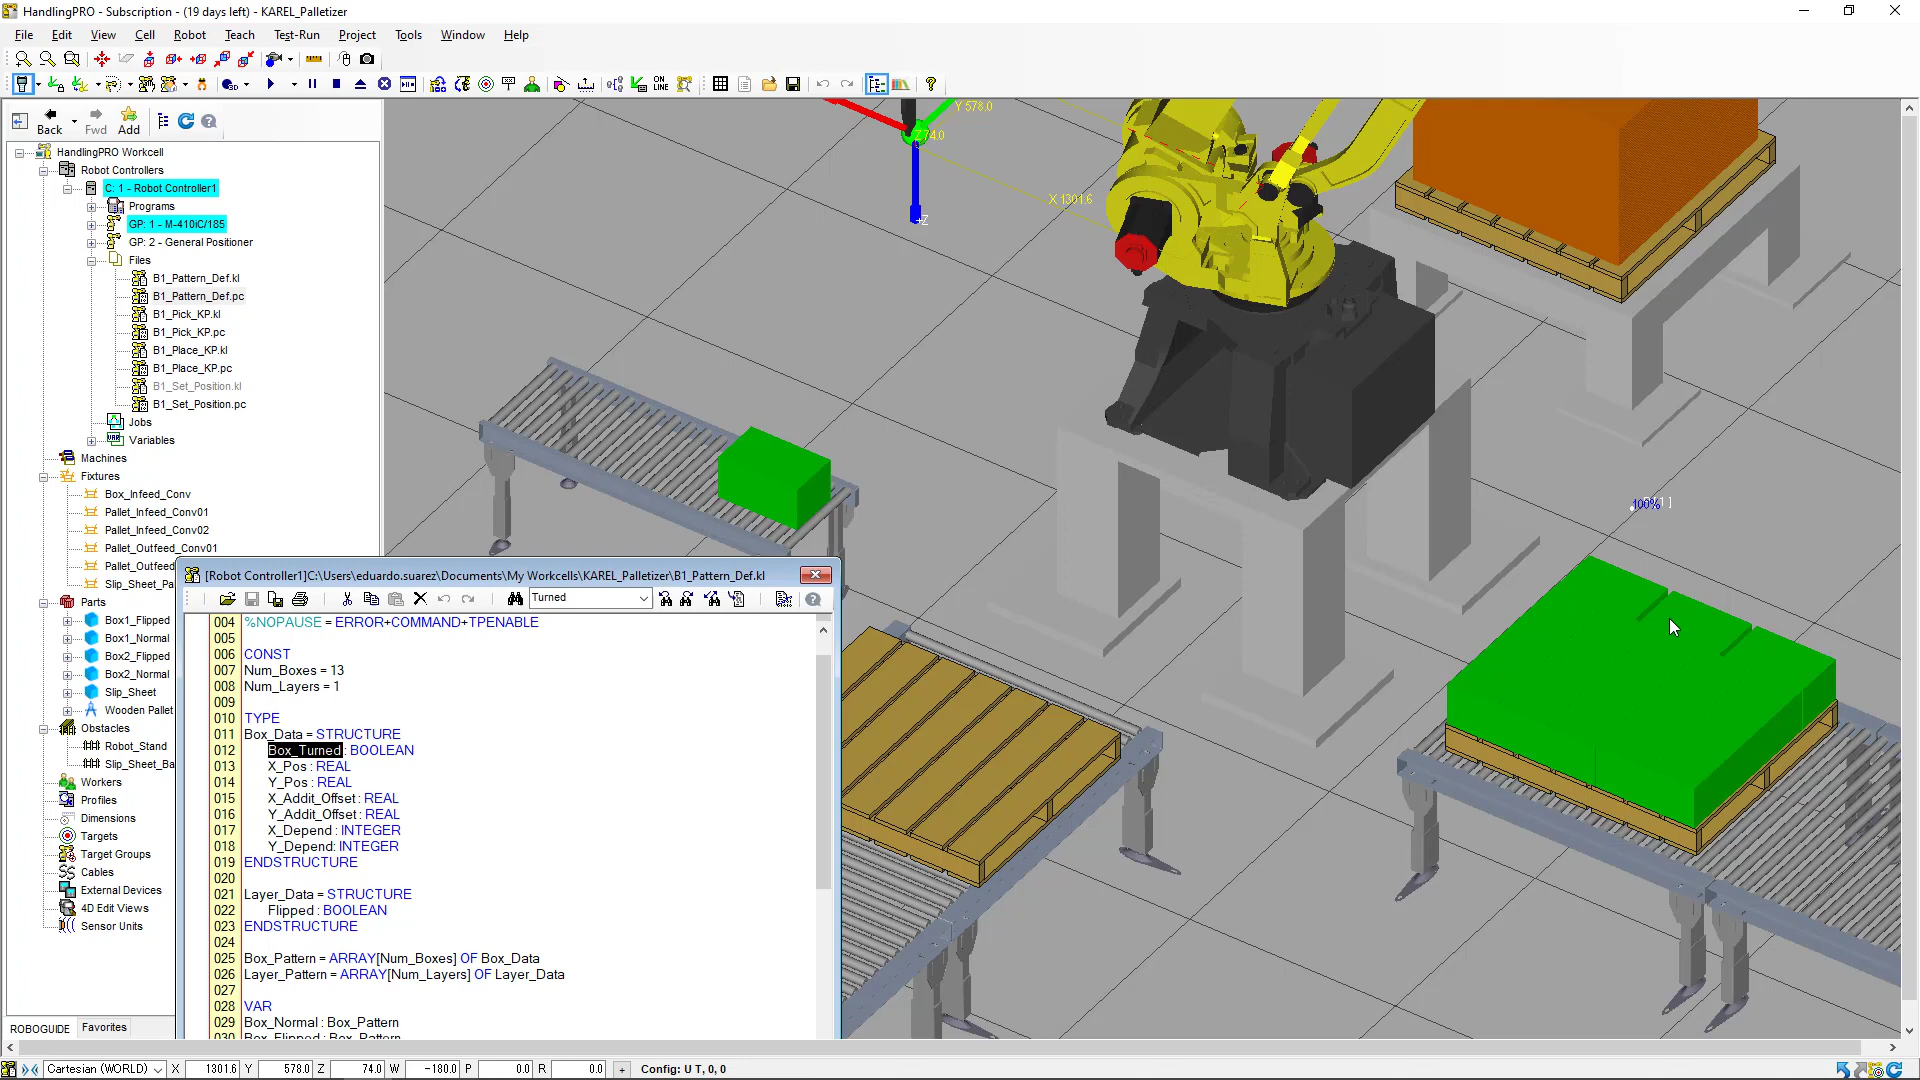 HandlingPRO - Subscription - (19 days left) - KAREL_Palletizer
File Edit View Cell Robot Teach Test-Run Project Tools Window Help
ON
LINE
Back Fwd Add
HandlingPRO Workcell
Robot Controllers
C: 1 - Robot Controller1
Programs
GP: 1 - M-410iC/185
GP: 2 - General Positioner
Files
B1_Pattern_Def.kl
B1_Pattern_Def.pc
B1_Pick_KP.kl
B1_Pick_KP.pc
B1_Place_KP.kl
B1_Place_KP.pc
B1_Set_Position.kl
B1_Set_Position.pc
Jobs
Variables
Machines
Fixtures
Box_Infeed_Conv
Pallet_Infeed_Conv01
Pallet_Infeed_Conv02
Pallet_Outfeed_Conv01
Pallet_Outfeed
Slip_Sheet_Pa
Parts
Box1_Flipped
Box1_Normal
Box2_Flipped
Box2_Normal
Slip_Sheet
Wooden Pallet
Obstacles
Robot_Stand
Slip_Sheet_Ba
Workers
Profiles
Dimensions
Targets
Target Groups
Cables
External Devices
4D Edit Views
Sensor Units
ROBOGUIDE Favorites
Y 578.0
Z 74.0
X 1301.6
+Z
100%
[Robot Controller1]C:\Users\eduardo.suarez\Documents\My Workcells\KAREL_Palletizer\B1_Pattern_Def.kl
Turned
004 %NOPAUSE = ERROR+COMMAND+TPENABLE
005
006 CONST
007 Num_Boxes = 13
008 Num_Layers = 1
009
010 TYPE
011 Box_Data = STRUCTURE
012 Box_Turned : BOOLEAN
013 X_Pos : REAL
014 Y_Pos : REAL
015 X_Addit_Offset : REAL
016 Y_Addit_Offset : REAL
017 X_Depend : INTEGER
018 Y_Depend: INTEGER
019 ENDSTRUCTURE
020
021 Layer_Data = STRUCTURE
022 Flipped : BOOLEAN
023 ENDSTRUCTURE
024
025 Box_Pattern = ARRAY[Num_Boxes] OF Box_Data
026 Layer_Pattern = ARRAY[Num_Layers] OF Layer_Data
027
028 VAR
029 Box_Normal : Box_Pattern
030 Box_Flipped : Box_Pattern
Cartesian (WORLD) X 1301.6 Y 578.0 Z 74.0 W -180.0 P 0.0 R 0.0 + Config: U T, 0, 0